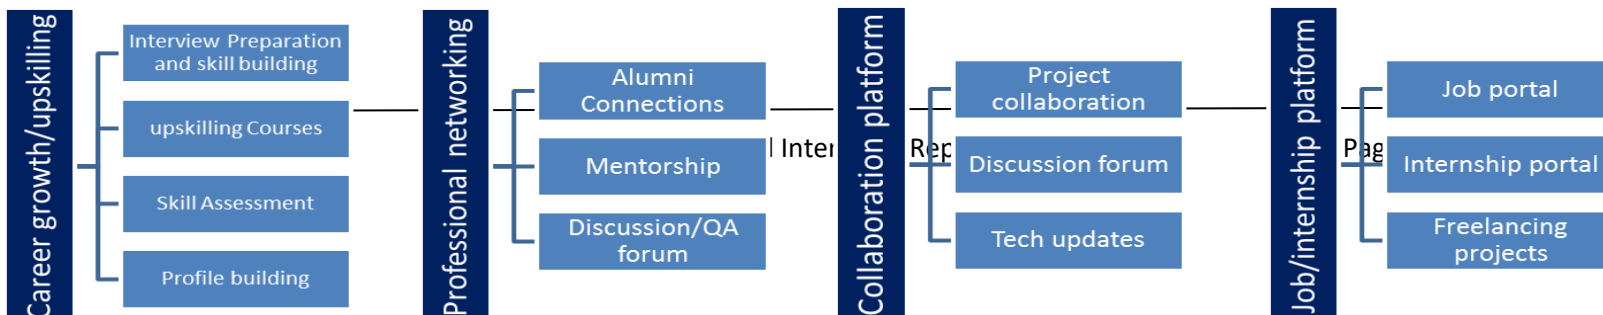 Career growth/upskilling
Interview Preparation
and skill building
upskilling Courses
Skill Assessment
Profile building
Professional networking
Alumni
Connections
Mentorship
Discussion/QA
forum
Collaboration platform
Project
collaboration
Discussion forum
Tech updates
Job/internship platform
Job portal
Internship portal
Freelancing
projects